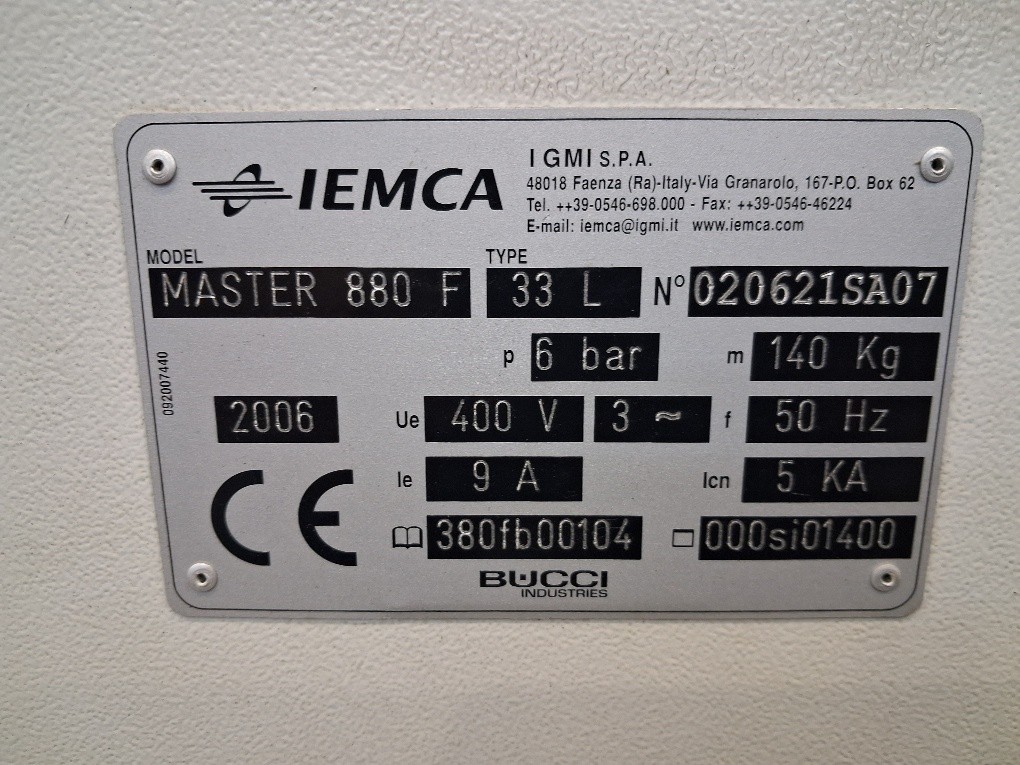 IEMCA
I GMI S.P.A.
48018 Faenza (Ra)-Italy-Via Granarolo, 167-P.O. Box 62
Tel. ++39-0546-698.000 - Fax: ++39-0546-46224
E-mail: iemca@igmi.it www.iemca.com
MODEL TYPE
MASTER 880 F 33 L N° 020621SA07
p 6 bar m 140 Kg
092007440
2006 Ue 400 V 3 ~ f 50 Hz
Ie 9 A Icn 5 KA
CE
380fb00104 000si01400
BUCCI
INDUSTRIES